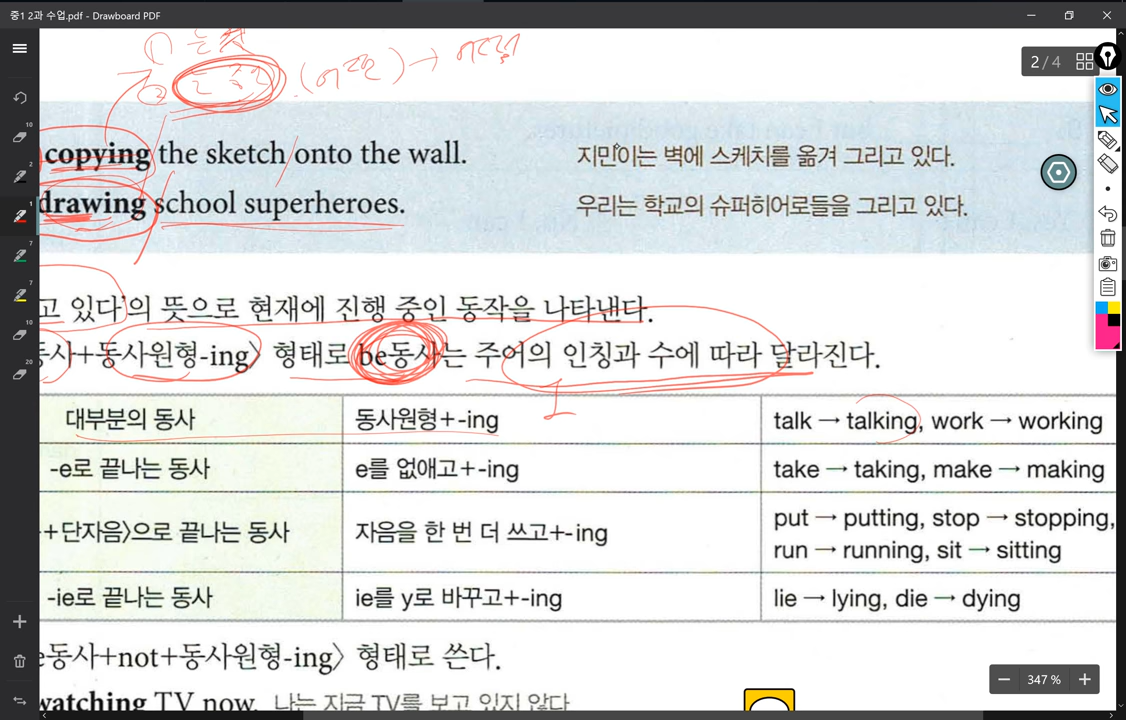 중1 2과 수업.pdf - Drawboard PDF
2 / 4
copying the sketch onto the wall. 지민이는 벽에 스케치를 옮겨 그리고 있다.
drawing school superheroes. 우리는 학교의 슈퍼히어로들을 그리고 있다.
고 있다'의 뜻으로 현재에 진행 중인 동작을 나타낸다.
동사+동사원형-ing〉 형태로 be동사는 주어의 인칭과 수에 따라 달라진다.
I
대부분의 동사 동사원형+-ing talk → talking, work → working
-e로 끝나는 동사 e를 없애고+-ing take → taking, make → making
+단자음〉으로 끝나는 동사 자음을 한 번 더 쓰고+-ing put → putting, stop → stopping,
run → running, sit → sitting
-ie로 끝나는 동사 ie를 y로 바꾸고+-ing lie → lying, die → dying
e동사+not+동사원형-ing〉 형태로 쓴다.
watching TV now. 나는 지금 TV를 보고 있지 않다
347 %